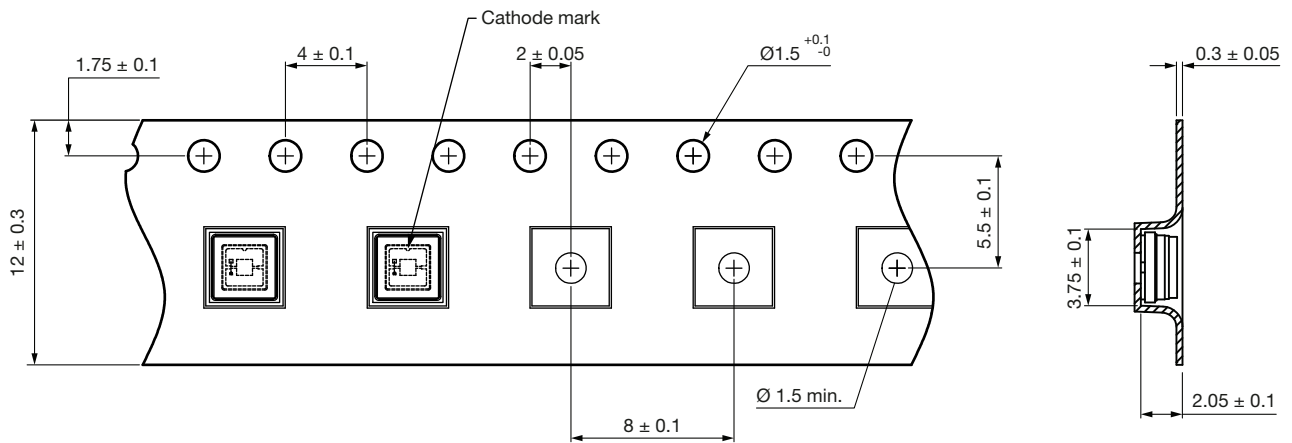 Cathode mark
1.75 ± 0.1
4 ± 0.1
2 ± 0.05
Ø1.5 +0.1 -0
0.3 ± 0.05
12 ± 0.3
5.5 ± 0.1
3.75 ± 0.1
Ø 1.5 min.
8 ± 0.1
2.05 ± 0.1